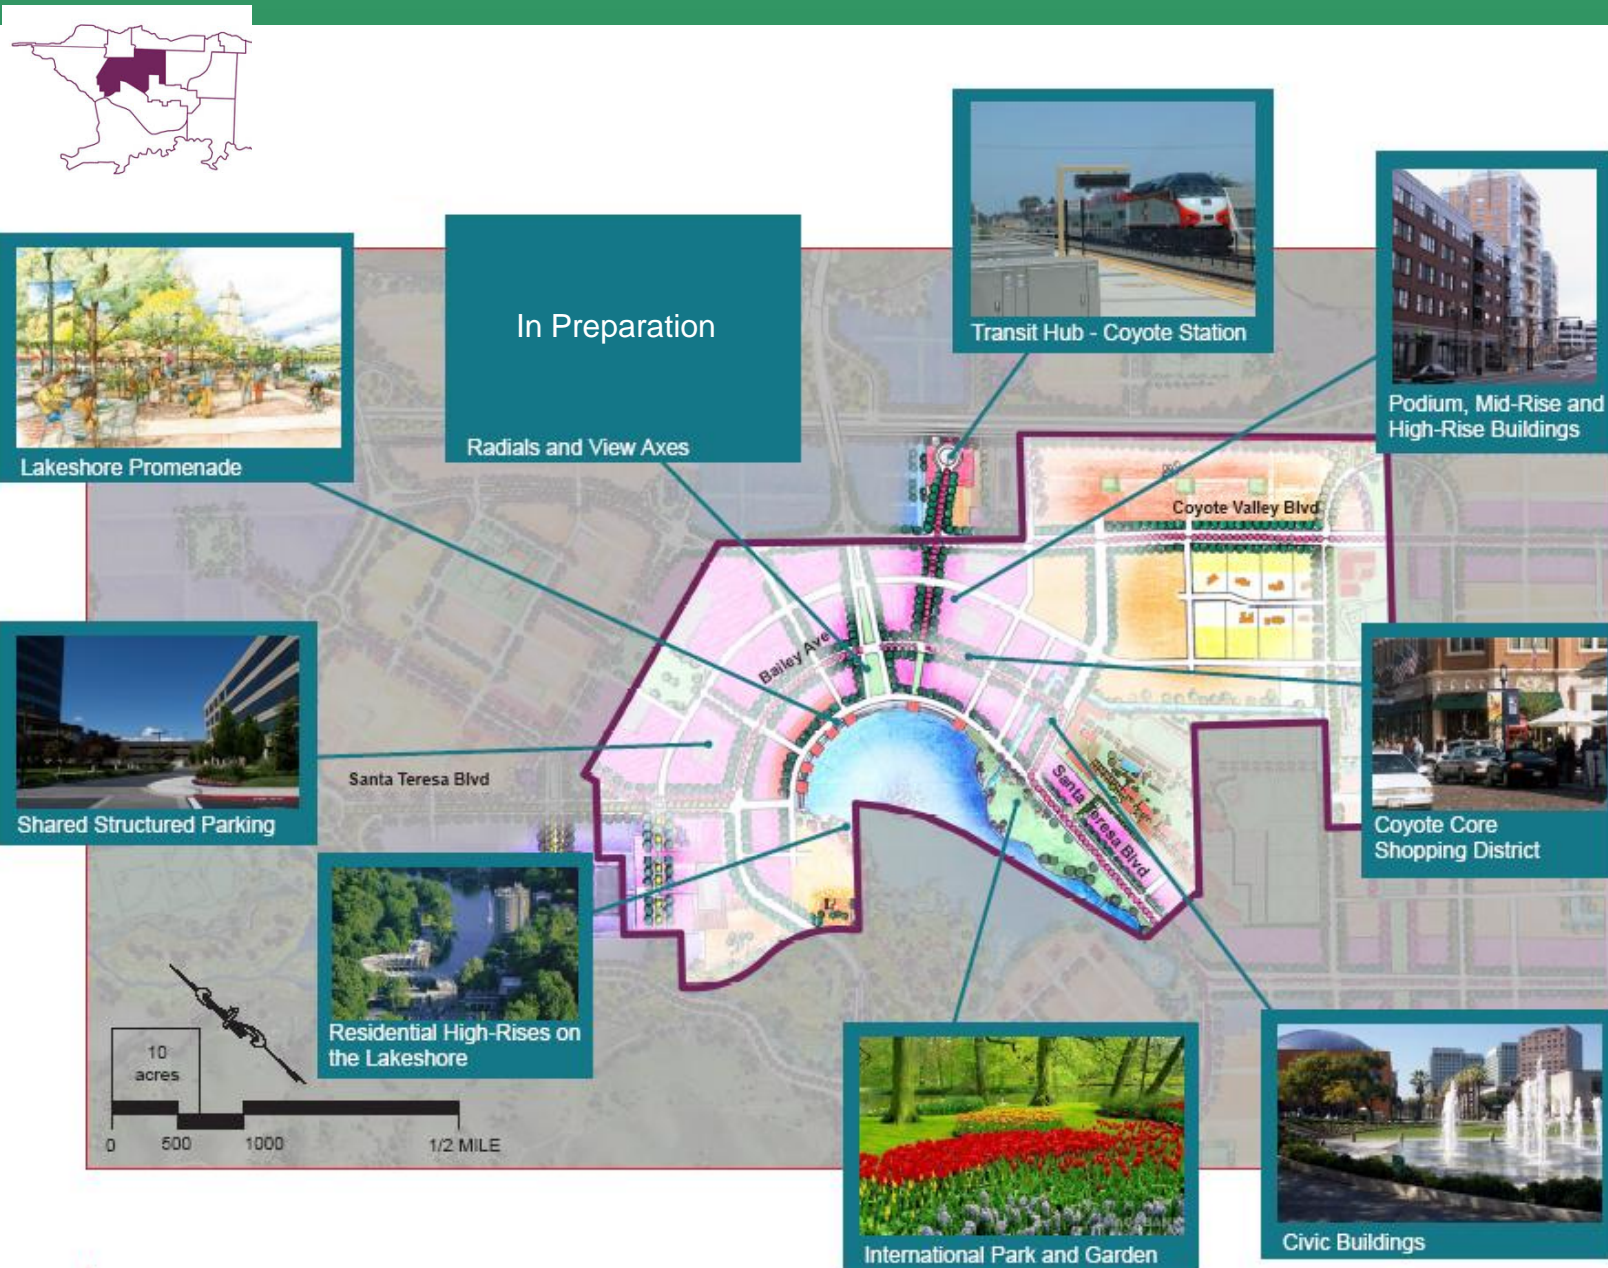 In Preparation
Radials and View Axes
Transit Hub - Coyote Station
Podium, Mid-Rise and
High-Rise Buildings
Lakeshore Promenade
Coyote Valley Blvd
Bailey Ave
Shared Structured Parking
Santa Teresa Blvd
Santa Teresa Blvd
Coyote Core
Shopping District
Residential High-Rises on
the Lakeshore
10
acres
0 500 1000 1/2 MILE
International Park and Garden
Civic Buildings